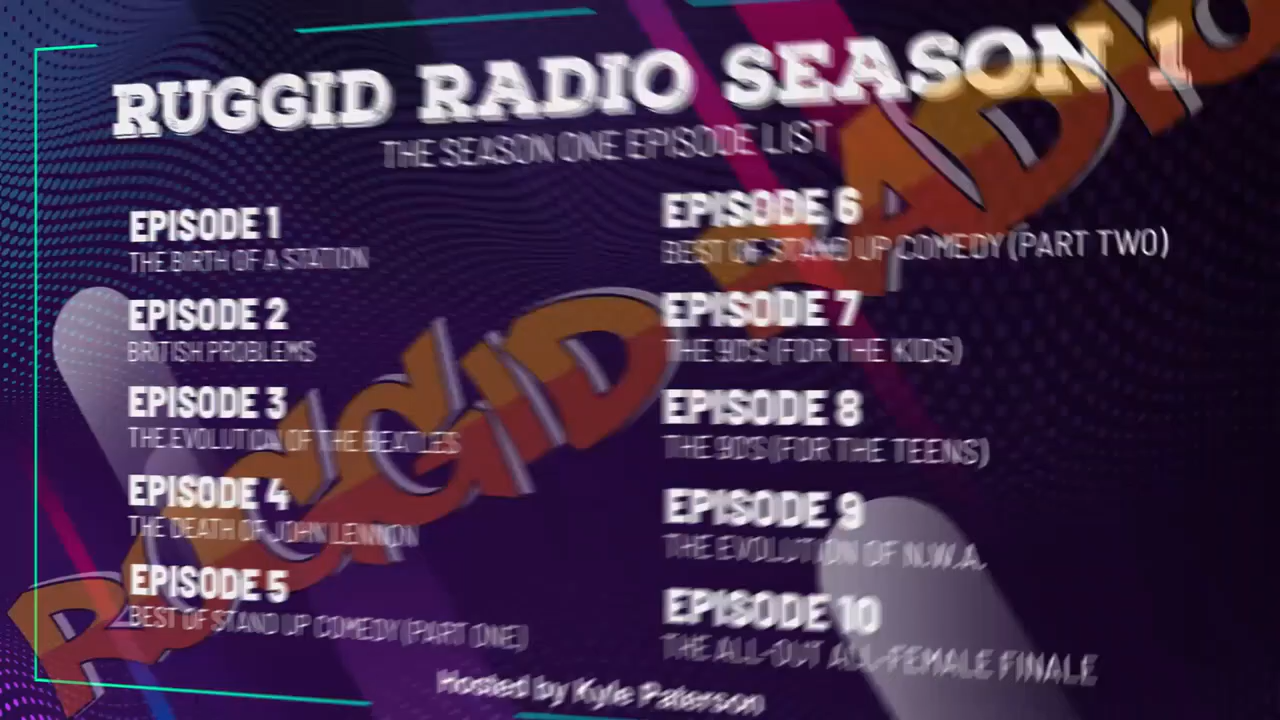 RUGGID RADIO SEASON 1
THE SEASON ONE EPISODE LIST
EPISODE 1
THE BIRTH OF A STATION
EPISODE 2
BRITISH PROBLEMS
EPISODE 3
THE EVOLUTION OF THE BEATLES
EPISODE 4
THE DEATH OF JOHN LENNON
EPISODE 5
BEST OF STAND UP COMEDY (PART ONE)
EPISODE 6
BEST OF STAND UP COMEDY (PART TWO)
EPISODE 7
THE 90'S (FOR THE KIDS)
EPISODE 8
THE 90'S (FOR THE TEENS)
EPISODE 9
THE EVOLUTION OF N.W.A.
EPISODE 10
THE ALL-OUT ALL-FEMALE FINALE
Hosted by Kyle Paterson
RUGGID RADIO